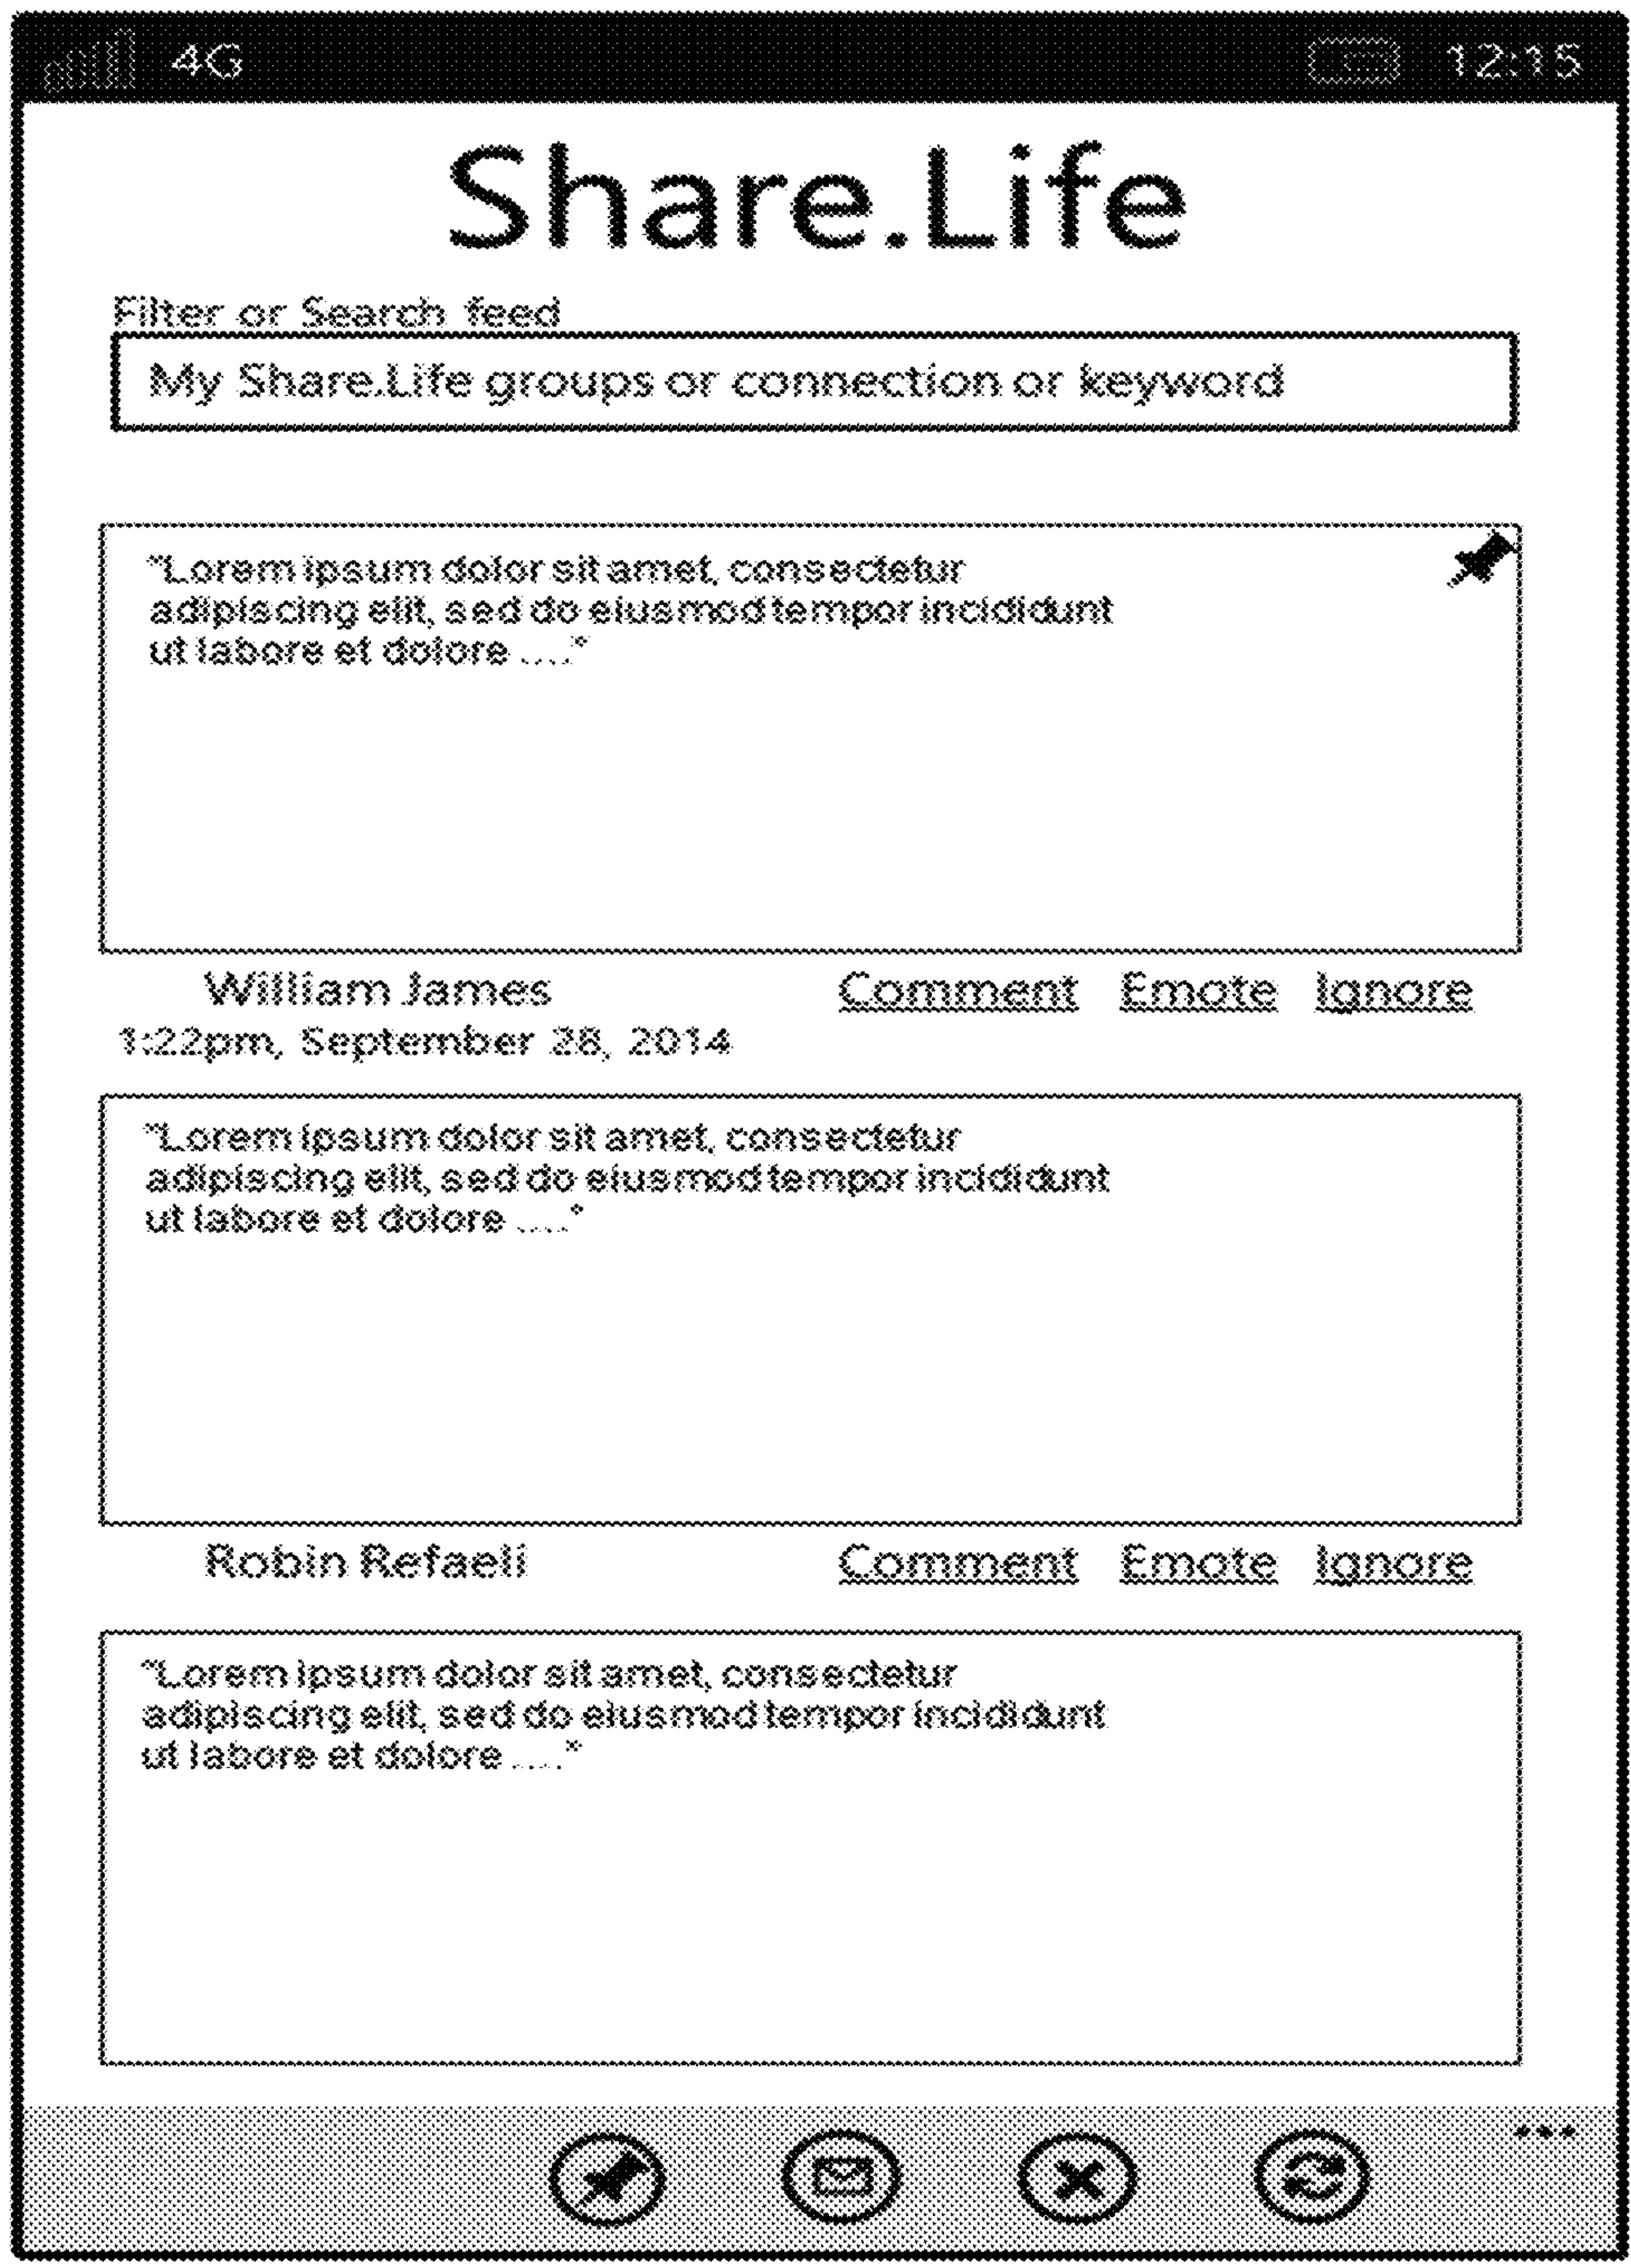 4G 12:15
Share.Life
Filter or Search feed
My Share.Life groups or connection or keyword
"Lorem ipsum dolor sit amet, consectetur
adipiscing elit, sed do eiusmod tempor incididunt
ut labore et dolore ...."
William James Comment Emote Ignore
1:22pm, September 28, 2014
"Lorem ipsum dolor sit amet, consectetur
adipiscing elit, sed do eiusmod tempor incididunt
ut labore et dolore ...."
Robin Refaeli Comment Emote Ignore
"Lorem ipsum dolor sit amet, consectetur
adipiscing elit, sed do eiusmod tempor incididunt
ut labore et dolore ...."